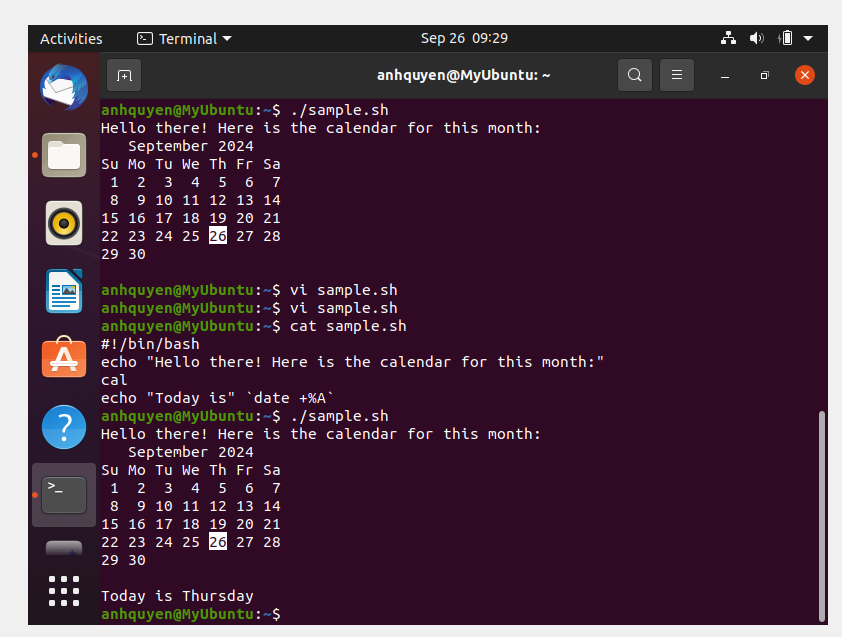 Activities Terminal Sep 26 09:29
anhquyen@MyUbuntu: ~
anhquyen@MyUbuntu:~$ ./sample.sh
Hello there! Here is the calendar for this month:
   September 2024
Su Mo Tu We Th Fr Sa
 1  2  3  4  5  6  7
 8  9 10 11 12 13 14
15 16 17 18 19 20 21
22 23 24 25 26 27 28
29 30
anhquyen@MyUbuntu:~$ vi sample.sh
anhquyen@MyUbuntu:~$ vi sample.sh
anhquyen@MyUbuntu:~$ cat sample.sh
#!/bin/bash
echo "Hello there! Here is the calendar for this month:"
cal
echo "Today is" `date +%A`
anhquyen@MyUbuntu:~$ ./sample.sh
Hello there! Here is the calendar for this month:
   September 2024
Su Mo Tu We Th Fr Sa
 1  2  3  4  5  6  7
 8  9 10 11 12 13 14
15 16 17 18 19 20 21
22 23 24 25 26 27 28
29 30
Today is Thursday
anhquyen@MyUbuntu:~$